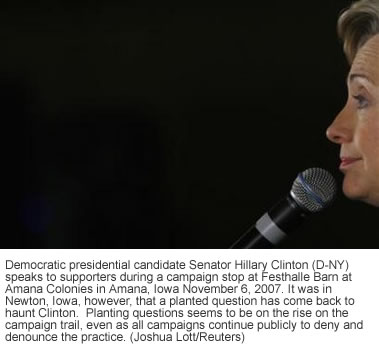 Democratic presidential candidate Senator Hillary Clinton (D-NY)
speaks to supporters during a campaign stop at Festhalle Barn at
Amana Colonies in Amana, Iowa November 6, 2007. It was in
Newton, Iowa, however, that a planted question has come back to
haunt Clinton.  Planting questions seems to be on the rise on the
campaign trail, even as all campaigns continue publicly to deny and
denounce the practice. (Joshua Lott/Reuters)